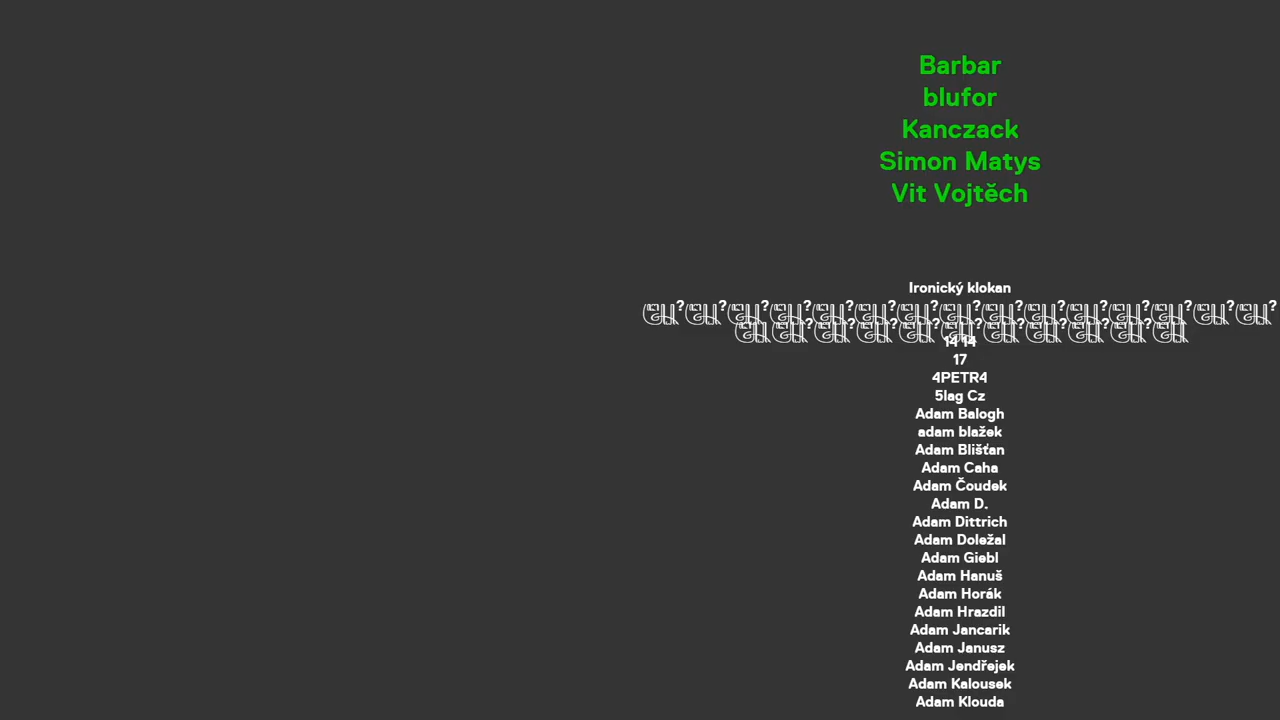 Barbar
blufor
Kanczack
Simon Matys
Vit Vojtěch
Ironický klokan
14 14
17
4PETR4
5lag Cz
Adam Balogh
adam blažek
Adam Blišťan
Adam Caha
Adam Čoudek
Adam D.
Adam Dittrich
Adam Doležal
Adam Giebl
Adam Hanuš
Adam Horák
Adam Hrazdil
Adam Jancarik
Adam Janusz
Adam Jendřejek
Adam Kalousek
Adam Klouda